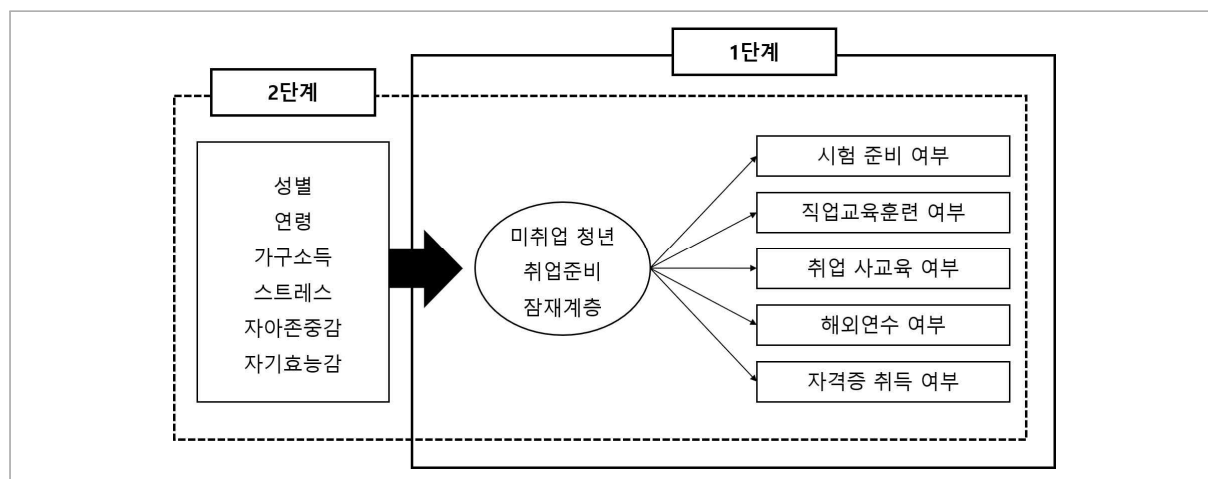 1단계
2단계
성별
연령
가구소득
스트레스
자아존중감
자기효능감
미취업 청년
취업준비
잠재계층
시험 준비 여부
직업교육훈련 여부
취업 사교육 여부
해외연수 여부
자격증 취득 여부